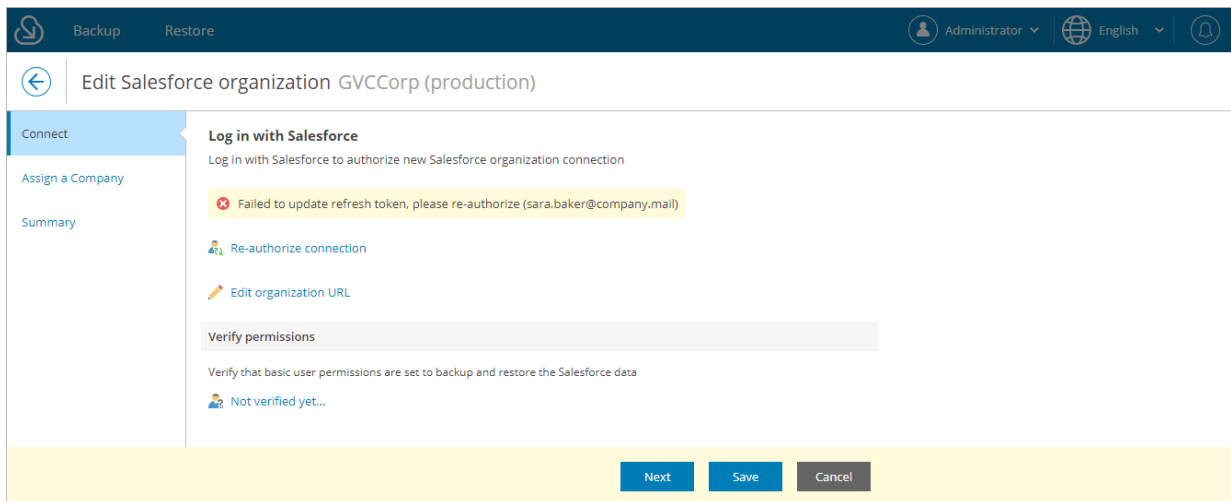 Backup Restore Administrator English
Edit Salesforce organization GVCCorp (production)
Connect
Assign a Company
Summary
Log in with Salesforce
Log in with Salesforce to authorize new Salesforce organization connection
Failed to update refresh token, please re-authorize (sara.baker@company.mail)
Re-authorize connection
Edit organization URL
Verify permissions
Verify that basic user permissions are set to backup and restore the Salesforce data
Not verified yet...
Next Save Cancel